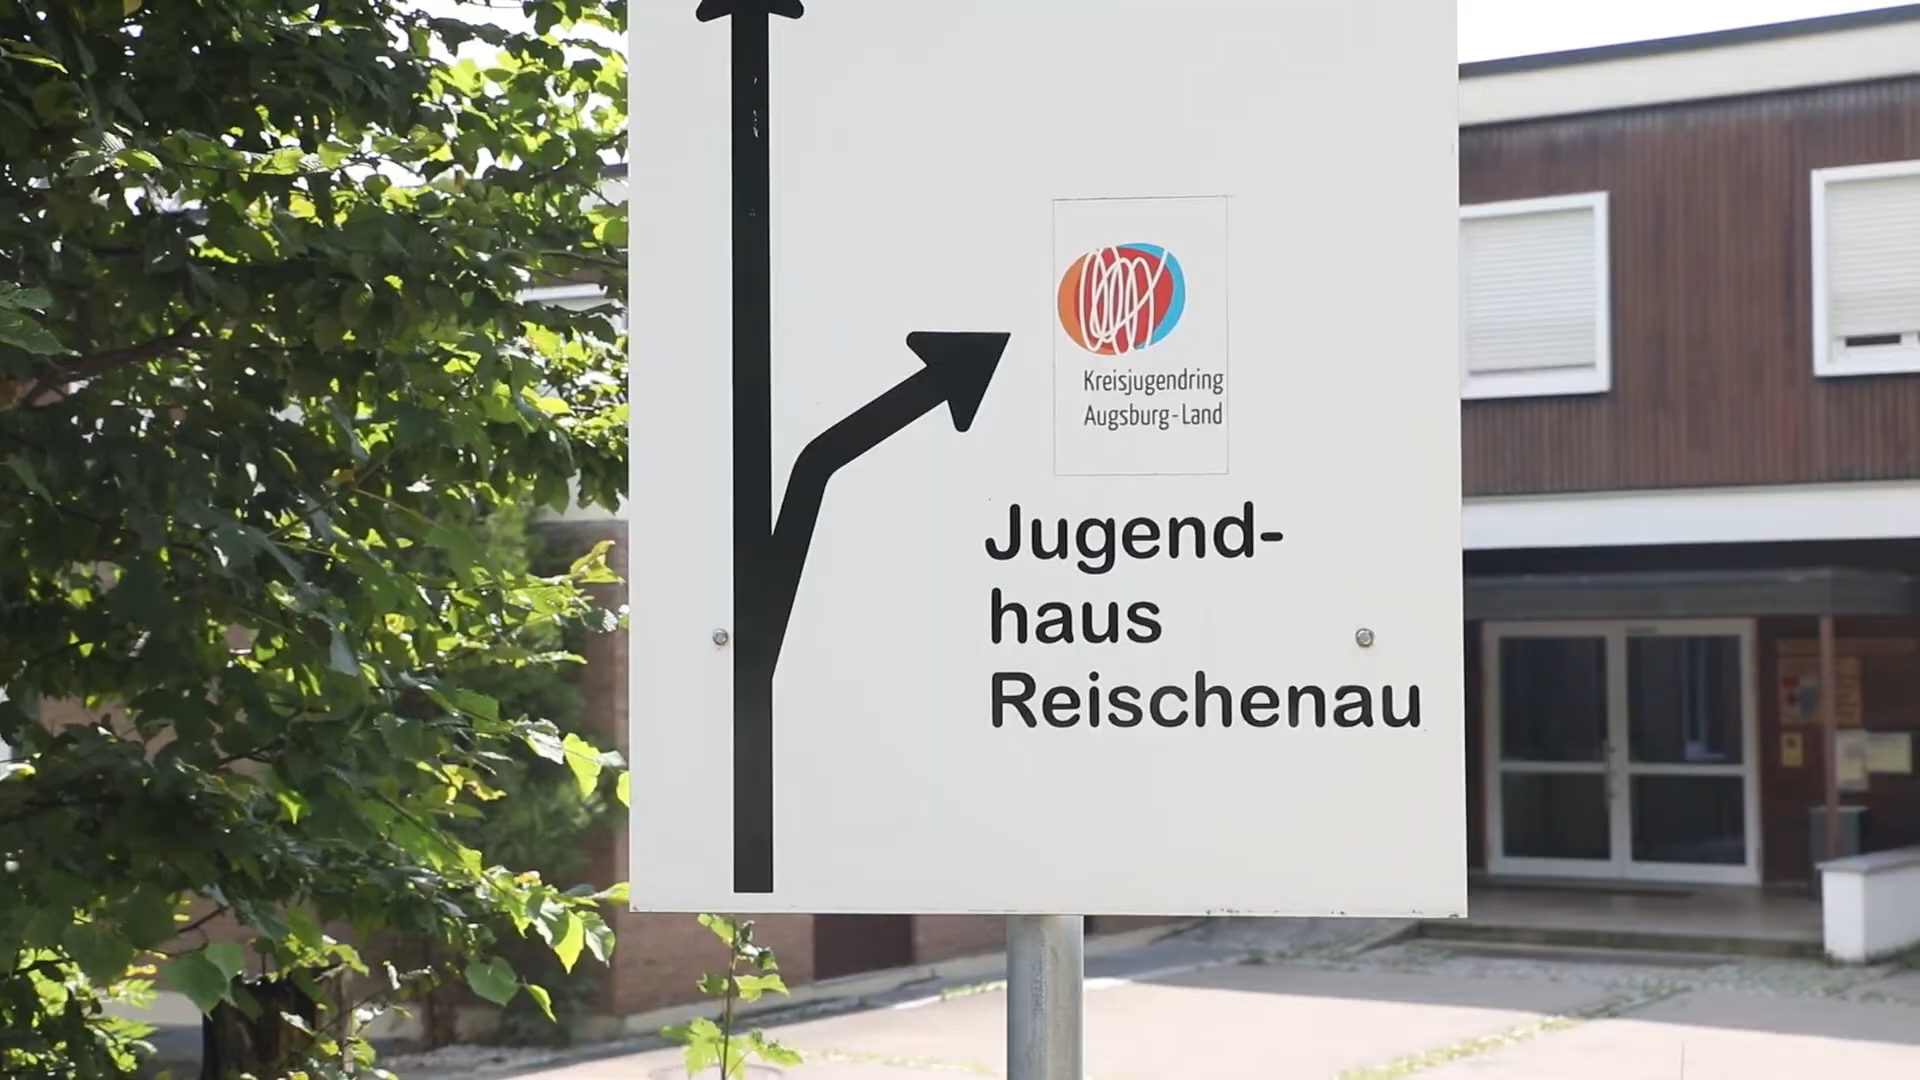 Kreisjugendring
Augsburg-Land
Jugend-
haus
Reischenau